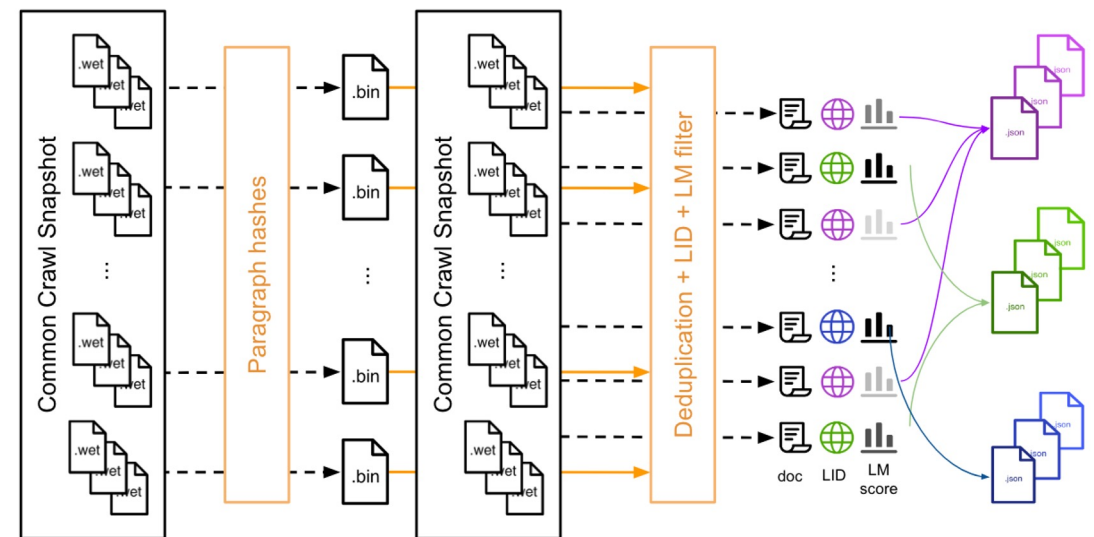 Common Crawl Snapshot
.wet
.wet
.wet
.wet
.wet
.wet
...
.wet
.wet
.wet
.wet
.wet
.wet
Paragraph hashes
.bin
.bin
...
.bin
.bin
Common Crawl Snapshot
.wet
.wet
.wet
.wet
.wet
.wet
...
.wet
.wet
.wet
.wet
.wet
.wet
Deduplication + LID + LM filter
...
doc
LID
LM
score
.json
.json
.json
.json
.json
.json
.json
.json
.json